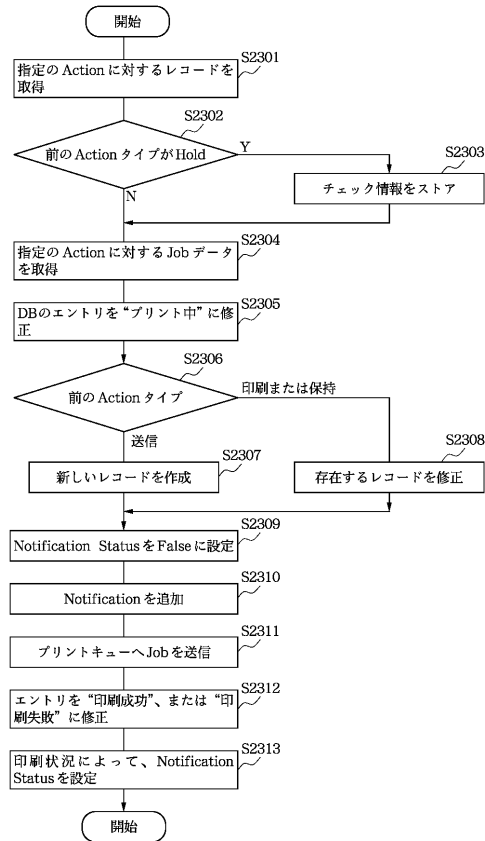 開始
S2301
指定のActionに対するレコードを
取得
S2302
前のActionタイプがHold
Y
S2303
チェック情報をストア
N
S2304
指定のActionに対するJobデータ
を取得
S2305
DBのエントリを“プリント中”に修
正
S2306
前のActionタイプ
印刷または保持
送信
S2307
新しいレコードを作成
S2308
存在するレコードを修正
S2309
Notification StatusをFalseに設定
S2310
Notificationを追加
S2311
プリントキューへJobを送信
S2312
エントリを“印刷成功”、または“印
刷失敗”に修正
S2313
印刷状況によって、Notification
Statusを設定
開始